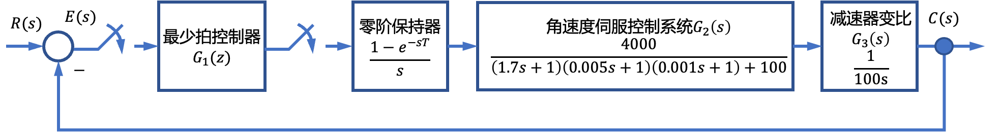 R(s)
E(s)
−
最少拍控制器
G₁(z)
零阶保持器
1 − e⁻ˢᵀ
s
角速度伺服控制系统G₂(s)
4000
(1.7s + 1)(0.005s + 1)(0.001s + 1) + 100
减速器变比
G₃(s)
1
100s
C(s)